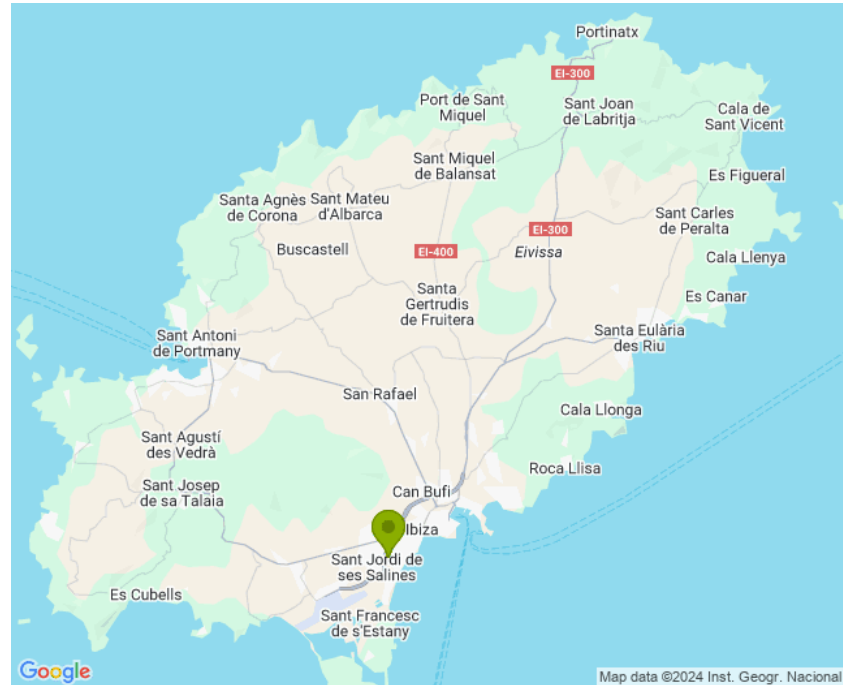 Portinatx
EI-300
Port de Sant
Miquel
Sant Joan
de Labritja
Cala de
Sant Vicent
Sant Miquel
de Balansat
Es Figueral
Santa Agnès
de Corona
Sant Mateu
d'Albarca
Sant Carles
de Peralta
EI-300
Buscastell
EI-400
Eivissa
Cala Llenya
Santa
Gertrudis
de Fruitera
Es Canar
Sant Antoni
de Portmany
Santa Eulària
des Riu
San Rafael
Cala Llonga
Sant Agustí
des Vedrà
Roca Llisa
Sant Josep
de sa Talaia
Can Bufi
Ibiza
Sant Jordi de
ses Salines
Es Cubells
Sant Francesc
de s'Estany
Google
Map data ©2024 Inst. Geogr. Nacional